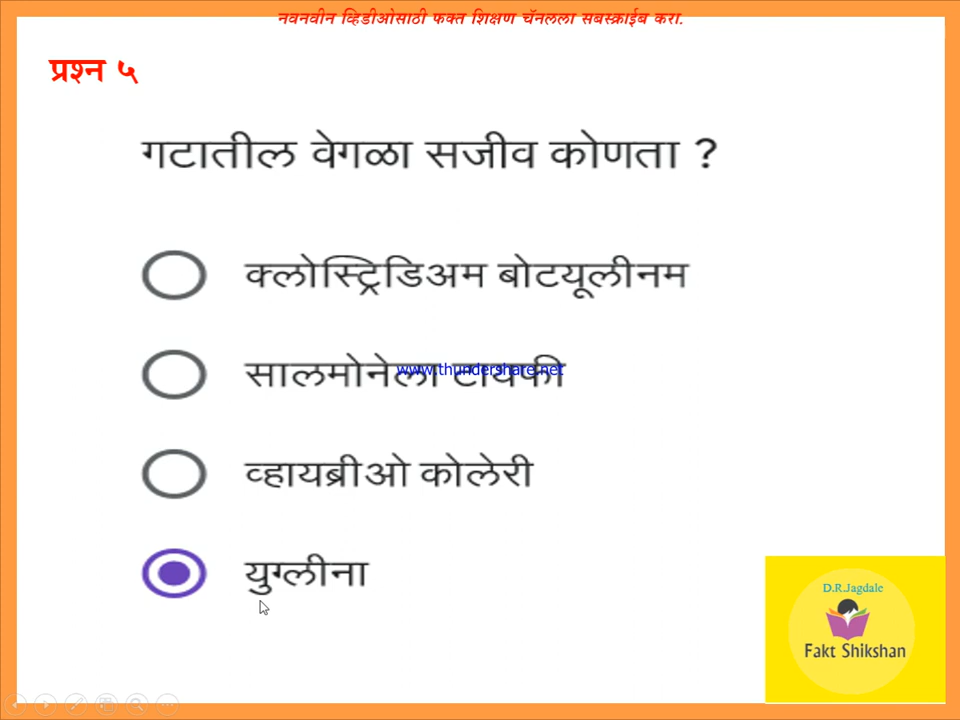 नवनवीन व्हिडीओसाठी फक्त शिक्षण चॅनलला सबस्क्राईब करा.
प्रश्न ५
गटातील वेगळा सजीव कोणता ?
क्लोस्ट्रिडिअम बोटयूलीनम
सालमोनेला टायफी
www.thundershare.net
व्हायब्रीओ कोलेरी
युग्लीना
D.R.Jagdale
Fakt Shikshan